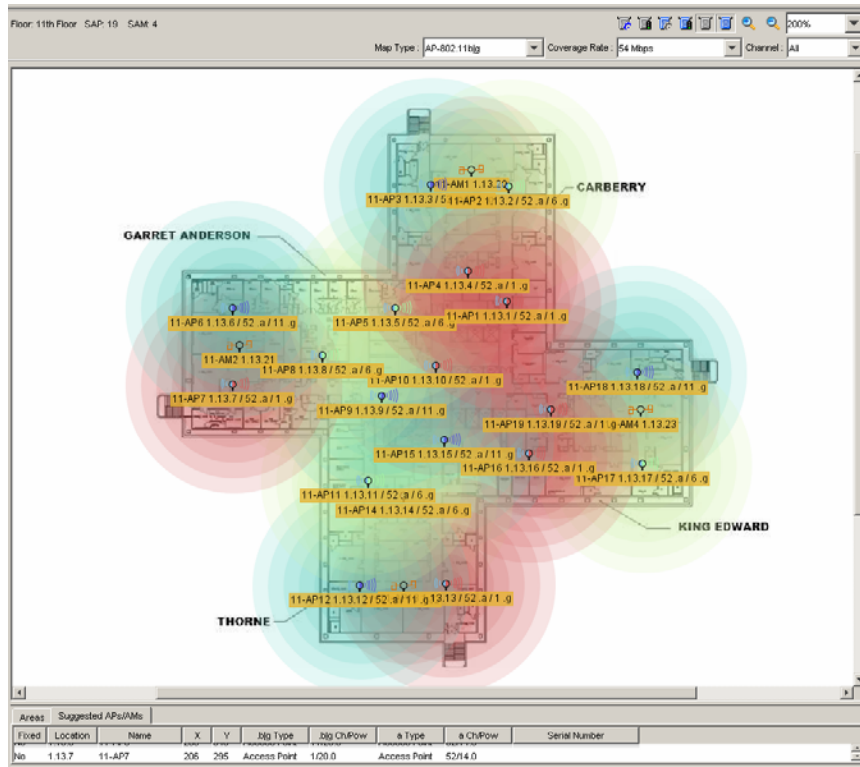 Floor: 11th Floor SAP: 19 SAM: 4
200%
Map Type : AP-802.11b|g Coverage Rate : 54 Mbps Channel : All
11-AM1 1.13.20
11-AP3 1.13.3 / 5
11-AP2 1.13.2 / 52 .a / 6 .g
CARBERRY
GARRET ANDERSON
11-AP4 1.13.4 / 52 .a / 1 .g
11-AP6 1.13.6 / 52 .a / 11 .g
11-AP5 1.13.5 / 52 .a / 6 .g
11-AP1 1.13.1 / 52 .a / 1 .g
11-AM2 1.13.21
11-AP8 1.13.8 / 52 .a / 6 .g
11-AP10 1.13.10 / 52 .a / 1 .g
11-AP18 1.13.18 / 52 .a / 11 .g
11-AP7 1.13.7 / 52 .a / 1 .g
11-AP9 1.13.9 / 52 .a / 11 .g
11-AP19 1.13.19 / 52 .a / 1 .g
AM4 1.13.23
11-AP15 1.13.15 / 52 .a / 11 .g
11-AP16 1.13.16 / 52 .a / 1 .g
11-AP17 1.13.17 / 52 .a / 6 .g
11-AP11 1.13.11 / 52 .a / 6 .g
11-AP14 1.13.14 / 52 .a / 6 .g
KING EDWARD
11-AP12 1.13.12 / 52 .a / 11 .g
13.13 / 52 .a / 1 .g
THORNE
Areas Suggested APs/AMs
Fixed Location Name X Y .b|g Type .b|g Ch/Pow a Type a Ch/Pow Serial Number
No 1.13.7 11-AP7 206 295 Access Point 1/20.0 Access Point 52/14.0